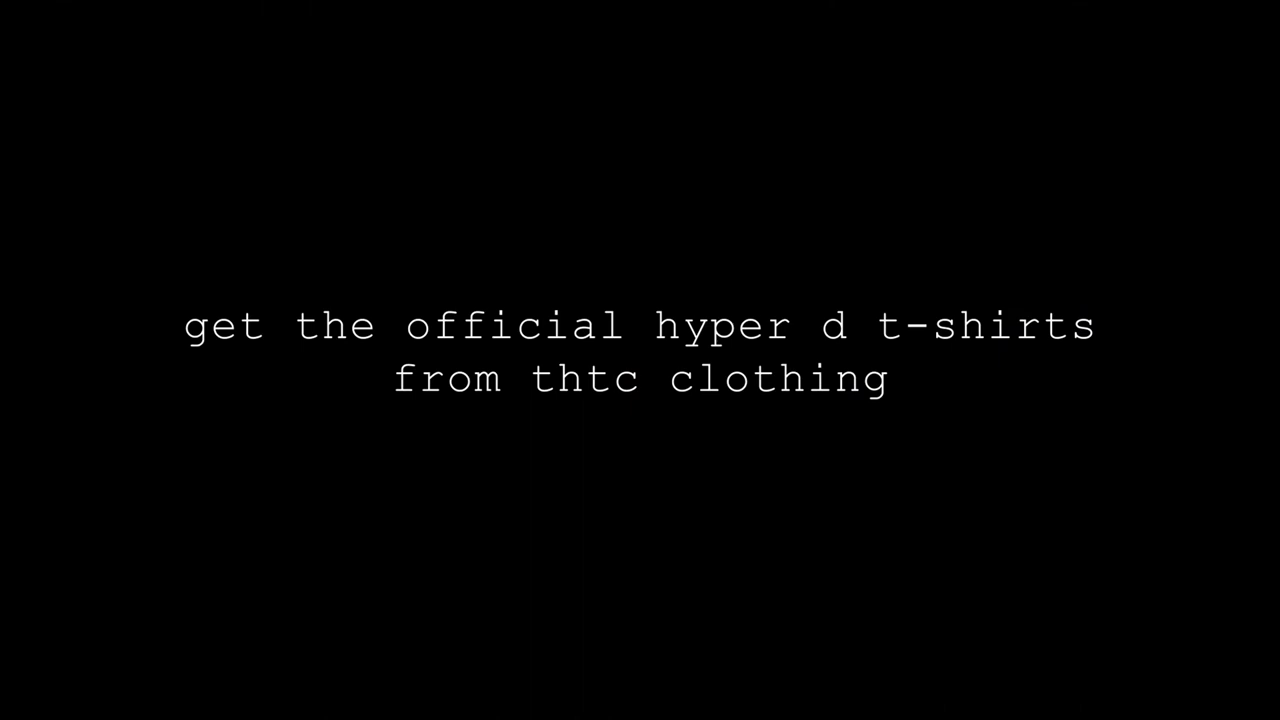 get the official hyper d t-shirts
from thtc clothing